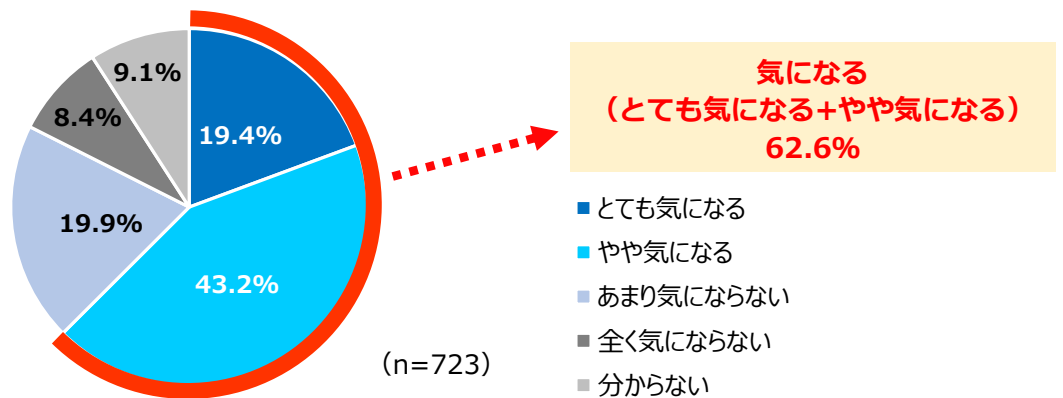 9.1%
8.4%
19.4%
19.9%
43.2%
（n=723）
気になる
（とても気になる+やや気になる）
62.6%
とても気になる
やや気になる
あまり気にならない
全く気にならない
分からない